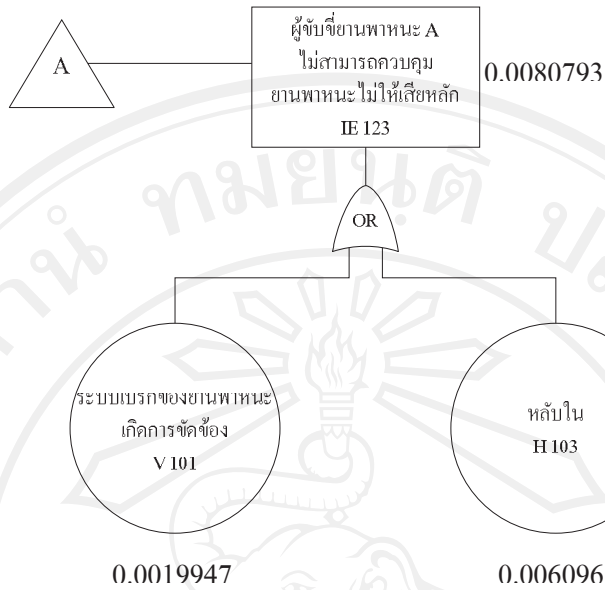 A
ผู้ขับขี่ยานพาหนะ A
ไม่สามารถควบคุม
ยานพาหนะไม่ให้เสียหลัก
IE 123
0.0080793
OR
ระบบเบรกของยานพาหนะ
เกิดการขัดข้อง
V 101
หลับใน
H 103
0.0019947
0.006096